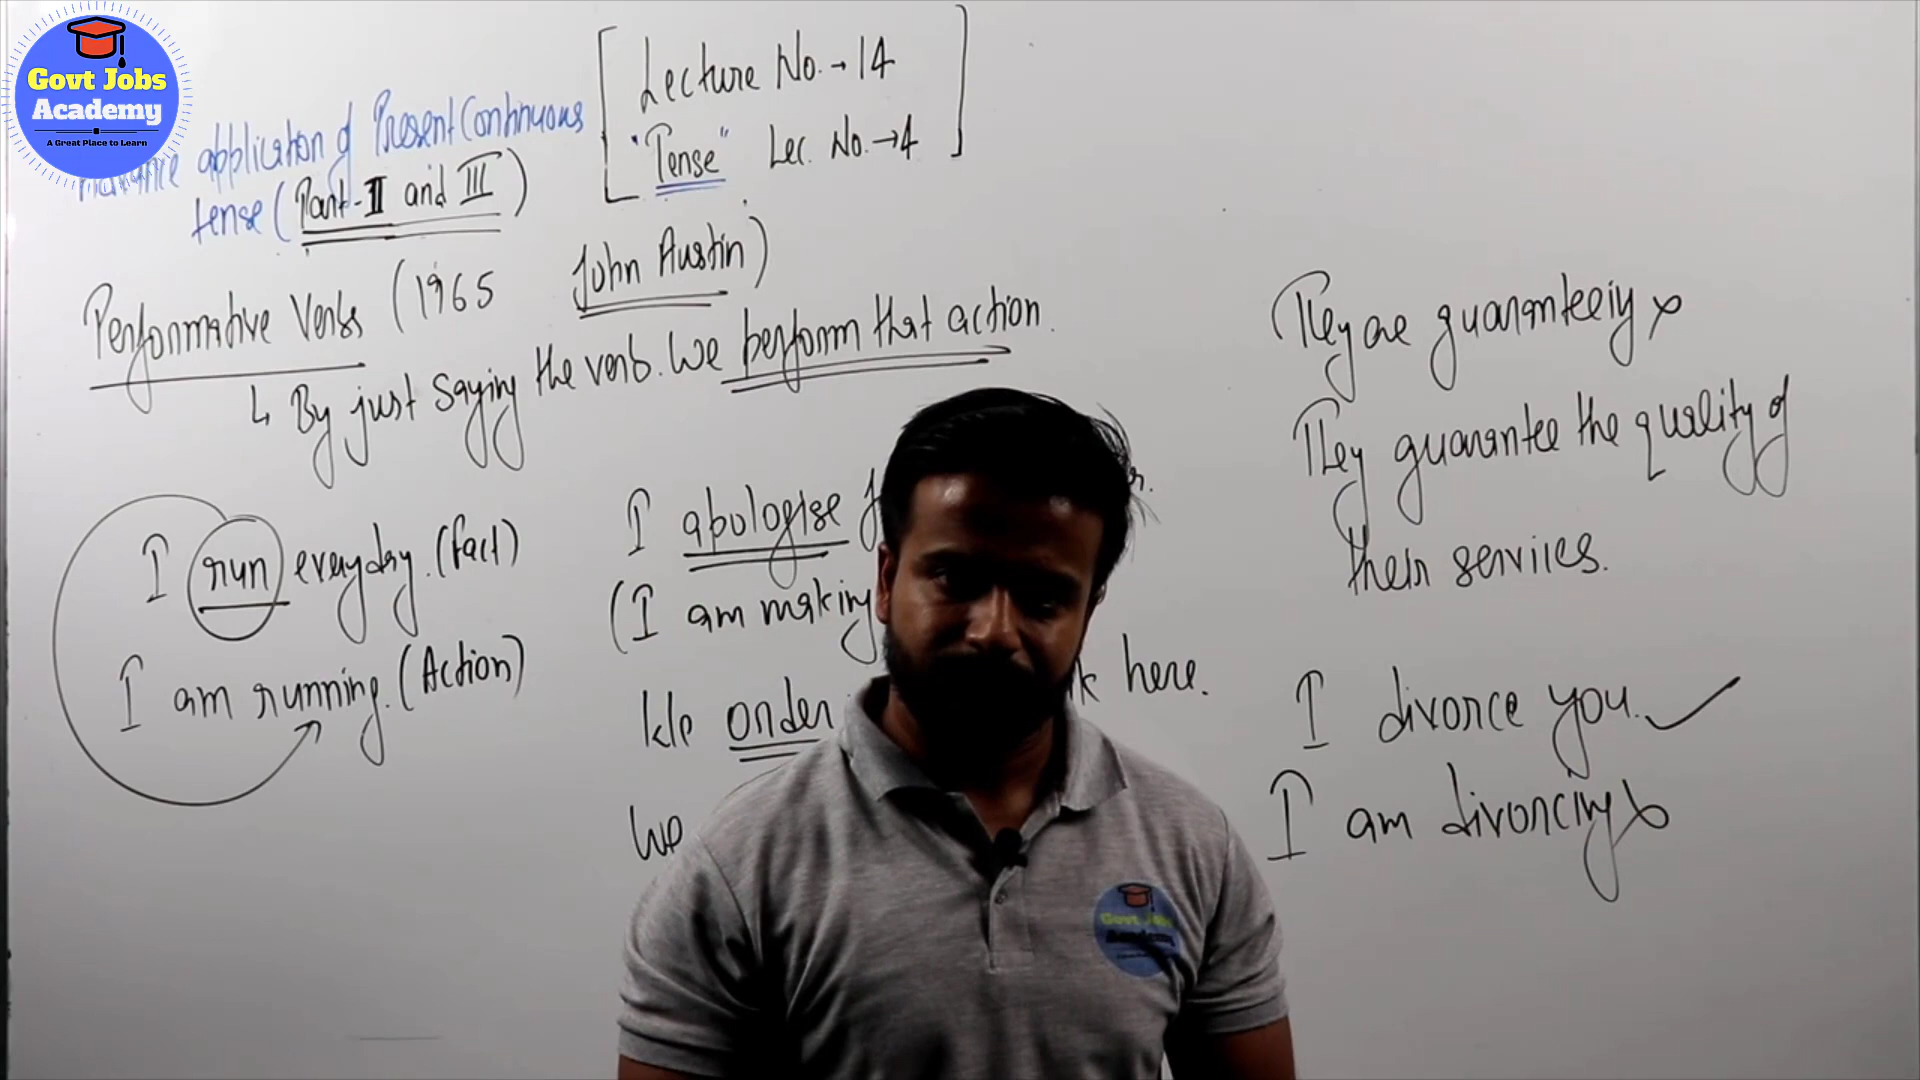 Govt Jobs
Academy
A Great Place to Learn
Lecture No. → 14
"Tense" Lec. No. → 4
application of Present Continuous
tense (Part-II and III)
Performative Verbs (1965 John Austin)
↳ By just saying the verb. We perform that action.
I run everyday. (Fact)
I am running. (Action)
I apologise
(I am making
We order
here.
We
They are guaranteeing ×
They guarantee the quality of
their services.
I divorce you. ✓
I am divorcing ×
Govt Jobs
Academy